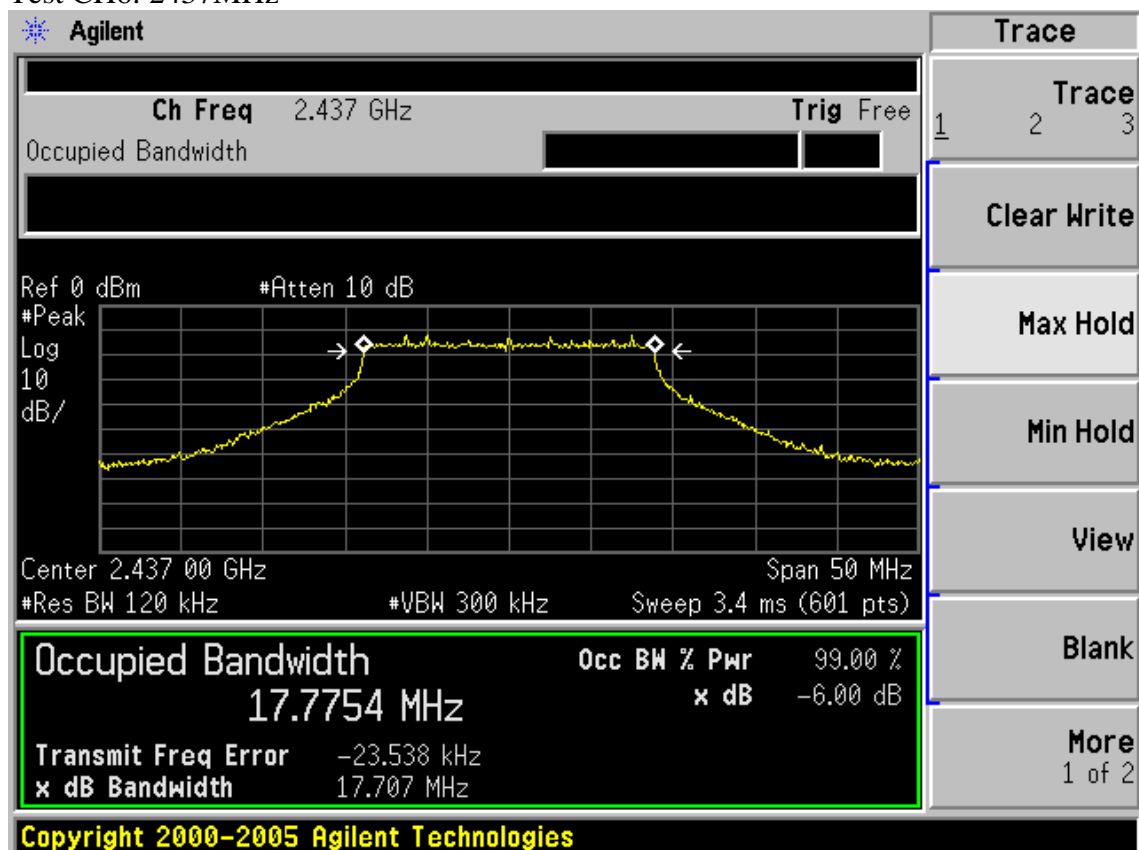 Test CH6: 2437MHz
Agilent
Trace
Ch Freq 2.437 GHz Trig Free
Occupied Bandwidth
Trace
1 2 3
Clear Write
Ref 0 dBm #Atten 10 dB
#Peak
Log
10
dB/
Max Hold
Min Hold
View
Center 2.437 00 GHz Span 50 MHz
#Res BW 120 kHz #VBW 300 kHz Sweep 3.4 ms (601 pts)
Occupied Bandwidth Occ BW % Pwr 99.00 %
17.7754 MHz x dB -6.00 dB
Transmit Freq Error -23.538 kHz
x dB Bandwidth 17.707 MHz
Blank
More
1 of 2
Copyright 2000-2005 Agilent Technologies